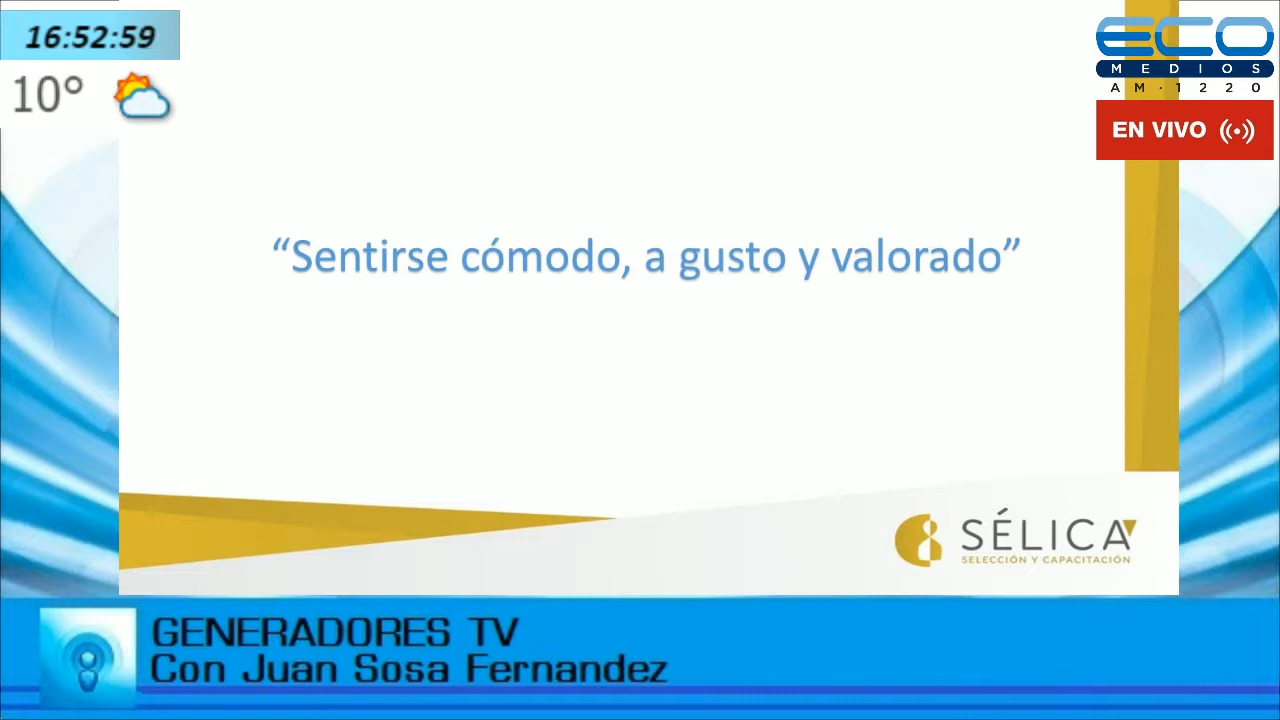 16:52:59
10°
ECO
MEDIOS
AM·1220
EN VIVO
“Sentirse cómodo, a gusto y valorado”
SÉLICA
SELECCIÓN Y CAPACITACIÓN
GENERADORES TV
Con Juan Sosa Fernandez